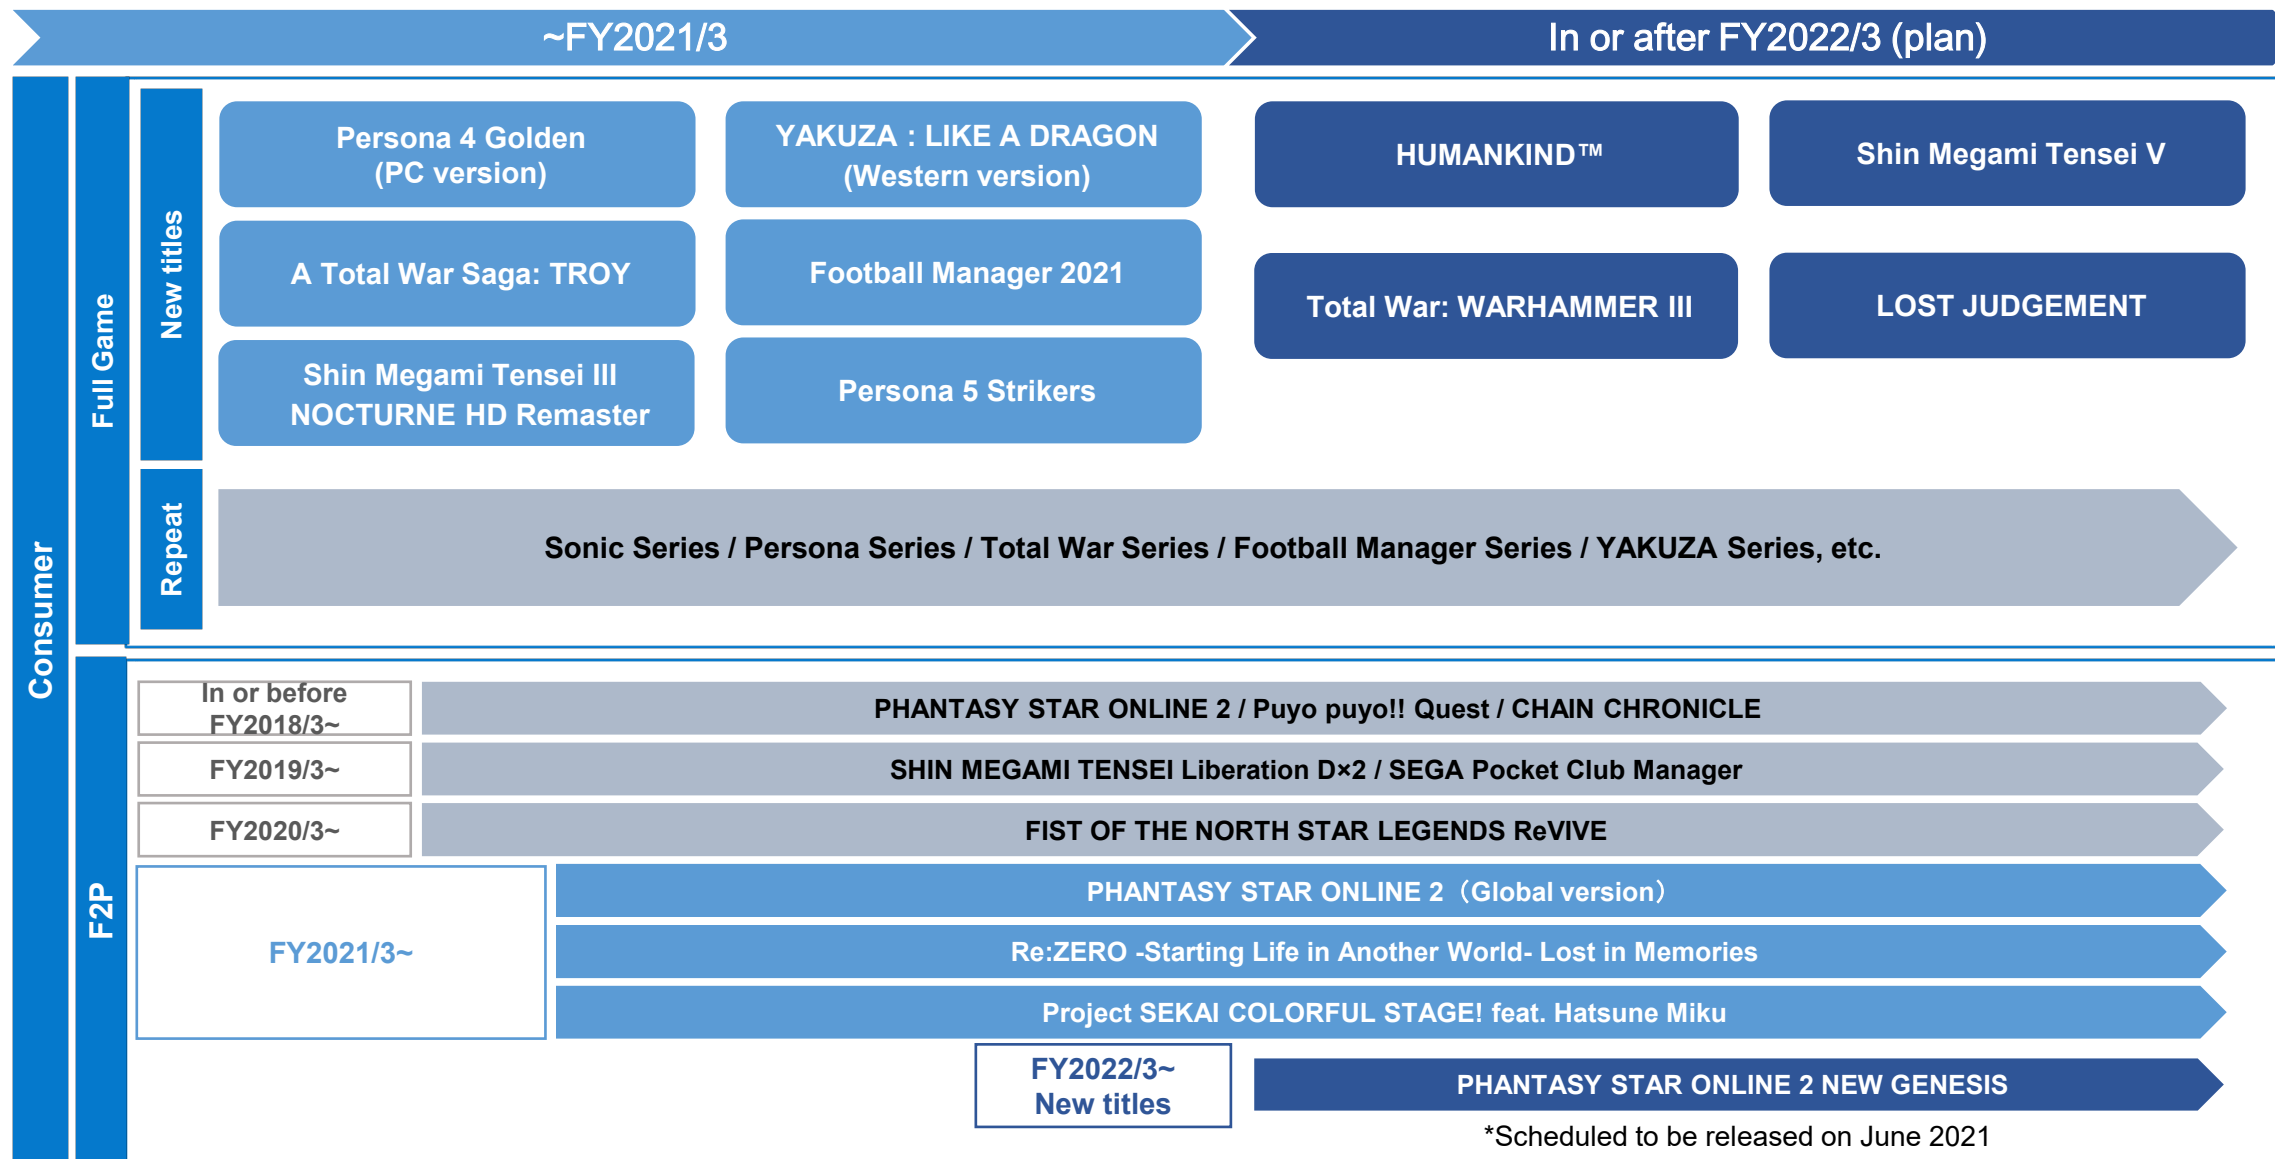 ~FY2021/3
In or after FY2022/3 (plan)
Consumer
Full Game
New titles
Persona 4 Golden
(PC version)
YAKUZA : LIKE A DRAGON
(Western version)
HUMANKIND™
Shin Megami Tensei V
A Total War Saga: TROY
Football Manager 2021
Total War: WARHAMMER III
LOST JUDGEMENT
Shin Megami Tensei III
NOCTURNE HD Remaster
Persona 5 Strikers
Repeat
Sonic Series / Persona Series / Total War Series / Football Manager Series / YAKUZA Series, etc.
F2P
In or before
FY2018/3~
PHANTASY STAR ONLINE 2 / Puyo puyo!! Quest / CHAIN CHRONICLE
FY2019/3~
SHIN MEGAMI TENSEI Liberation D×2 / SEGA Pocket Club Manager
FY2020/3~
FIST OF THE NORTH STAR LEGENDS ReVIVE
FY2021/3~
PHANTASY STAR ONLINE 2（Global version）
Re:ZERO -Starting Life in Another World- Lost in Memories
Project SEKAI COLORFUL STAGE! feat. Hatsune Miku
FY2022/3~
New titles
PHANTASY STAR ONLINE 2 NEW GENESIS
*Scheduled to be released on June 2021